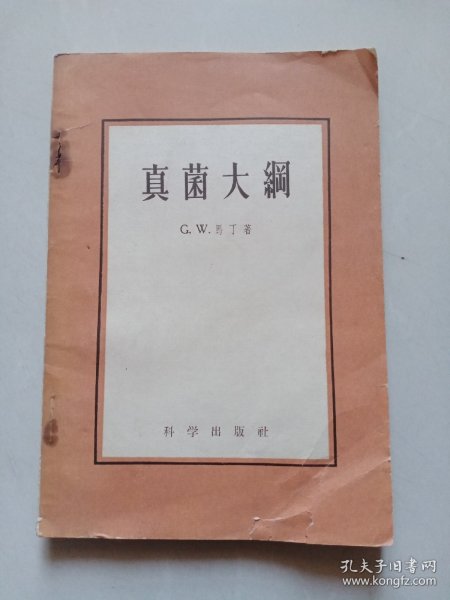 真菌大綱
G. W. 馬丁著
科学出版社
孔夫子旧书网
www.kongfz.com